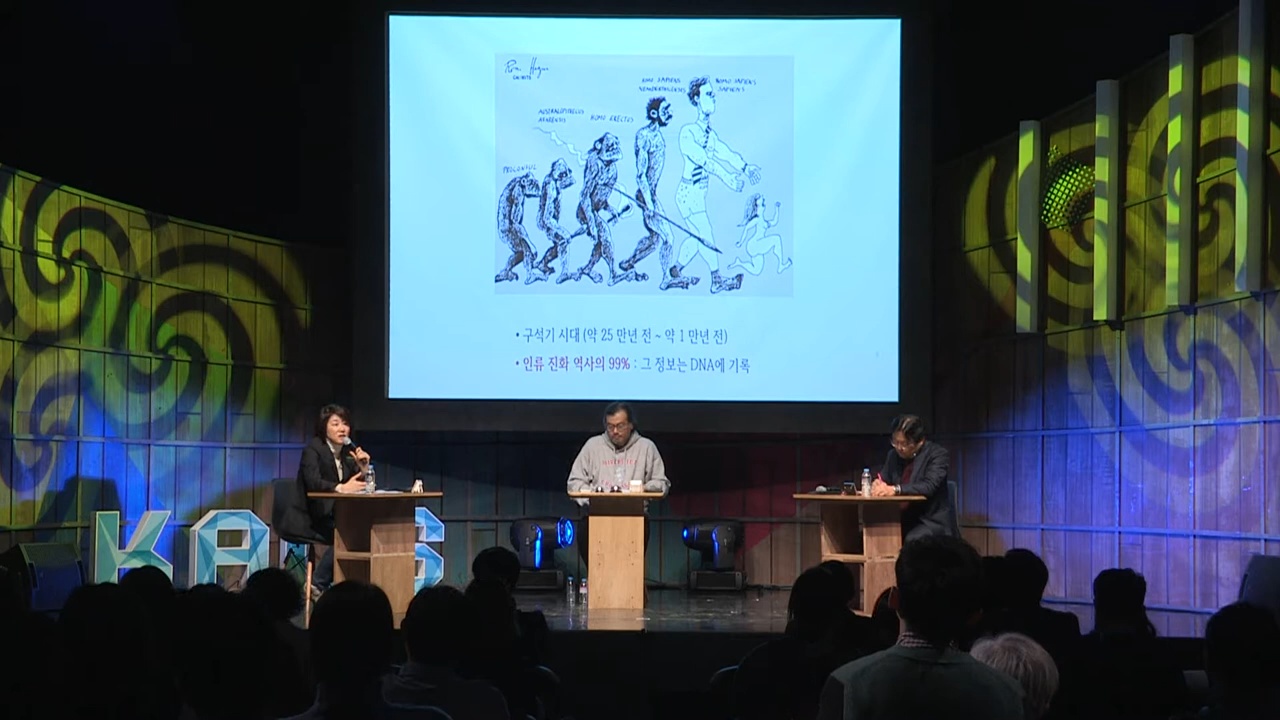 HOMO SAPIENS HOMO SAPIENS
NEANDERTHALENSIS SAPIENS
AUSTRALOPITHECUS
HOMO ERECTUS
AFARENSIS
PROCONSUL
• 구석기 시대 (약 25 만년 전 ~ 약 1 만년 전)
• 인류 진화 역사의 99% : 그 정보는 DNA에 기록
KAOS